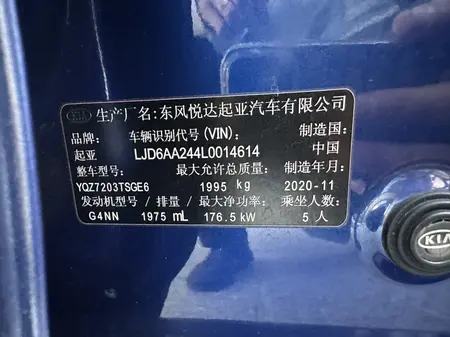 KIA 生产厂名:东风悦达起亚汽车有限公司
品牌: 车辆识别代号(VIN): 制造国:
起亚 LJD6AA244L0014614 中国
整车型号: 最大允许总质量: 制造年月:
YQZ7203TSGE6 1995 kg 2020-11
发动机型号/排量/最大净功率: 乘坐人数:
G4NN 1975 mL 176.5 kW 5 人
KIA